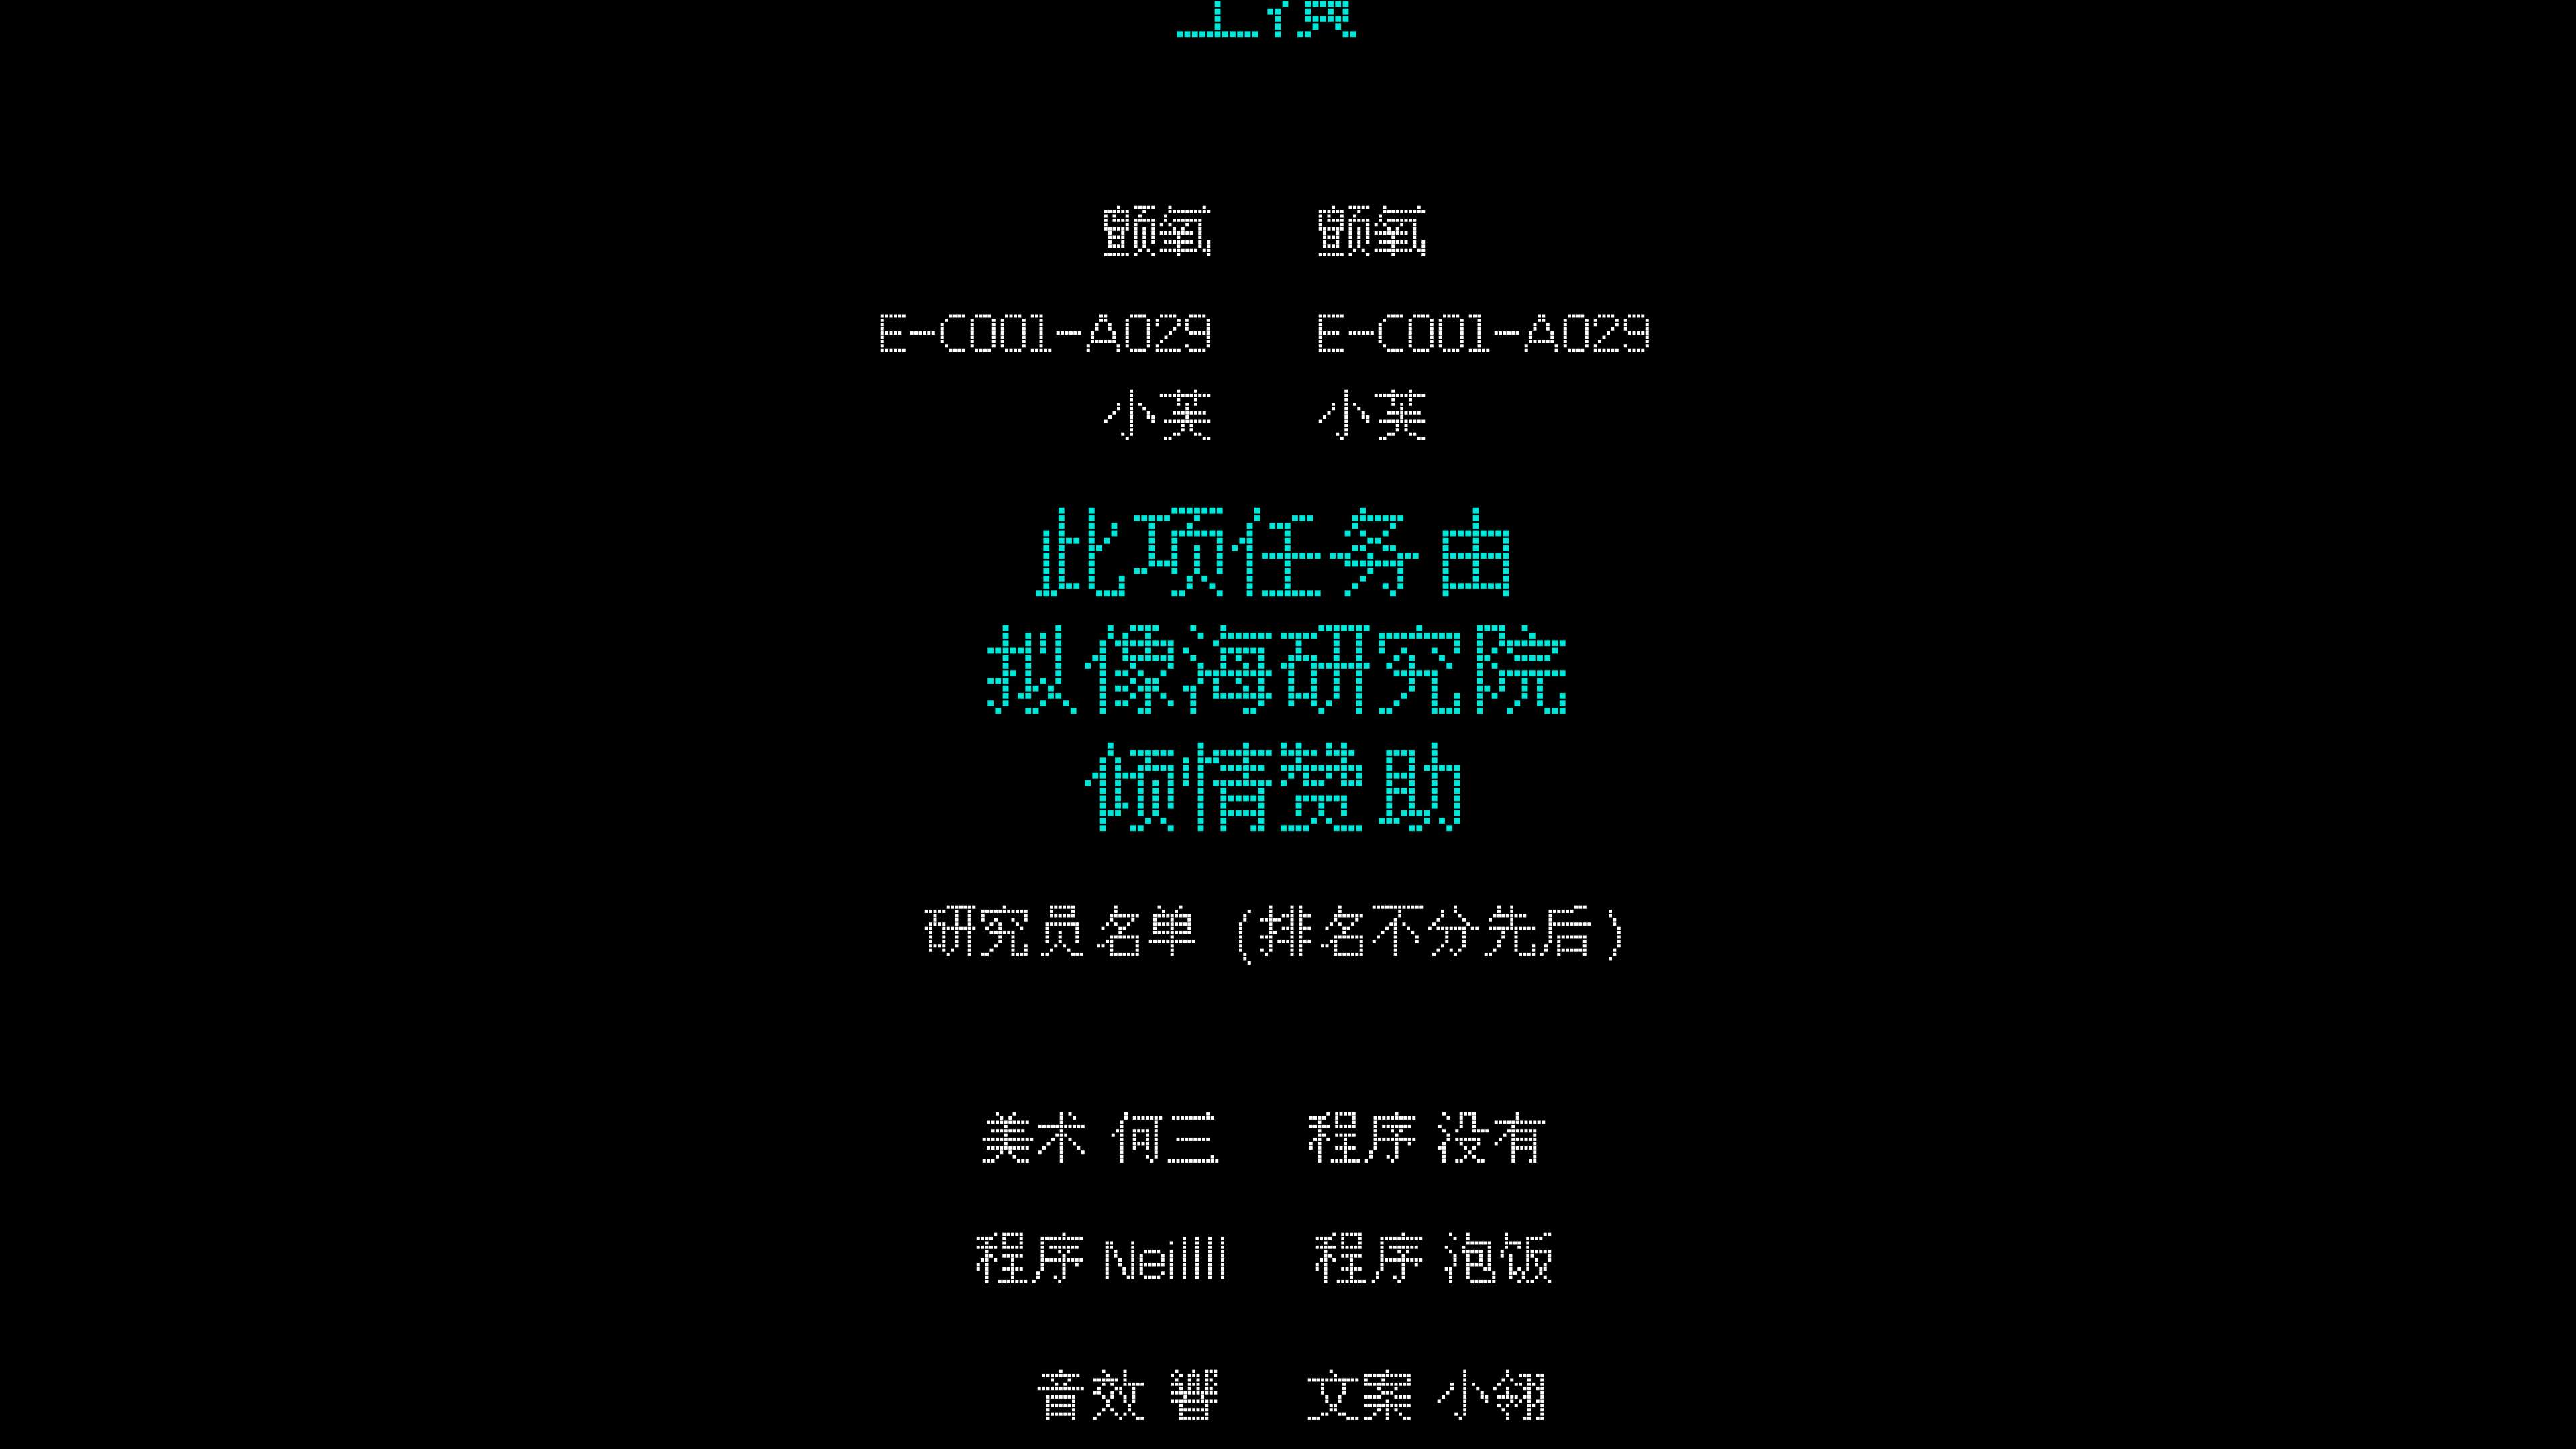 颤氧 颤氧
E-C001-A029 E-C001-A029
小芙 小芙
此项任务由
拟像海研究院
倾情赞助
研究员名单（排名不分先后）
美术 何三 程序 没有
程序 Neillll 程序 泡饭
音效 響 文案 小翎